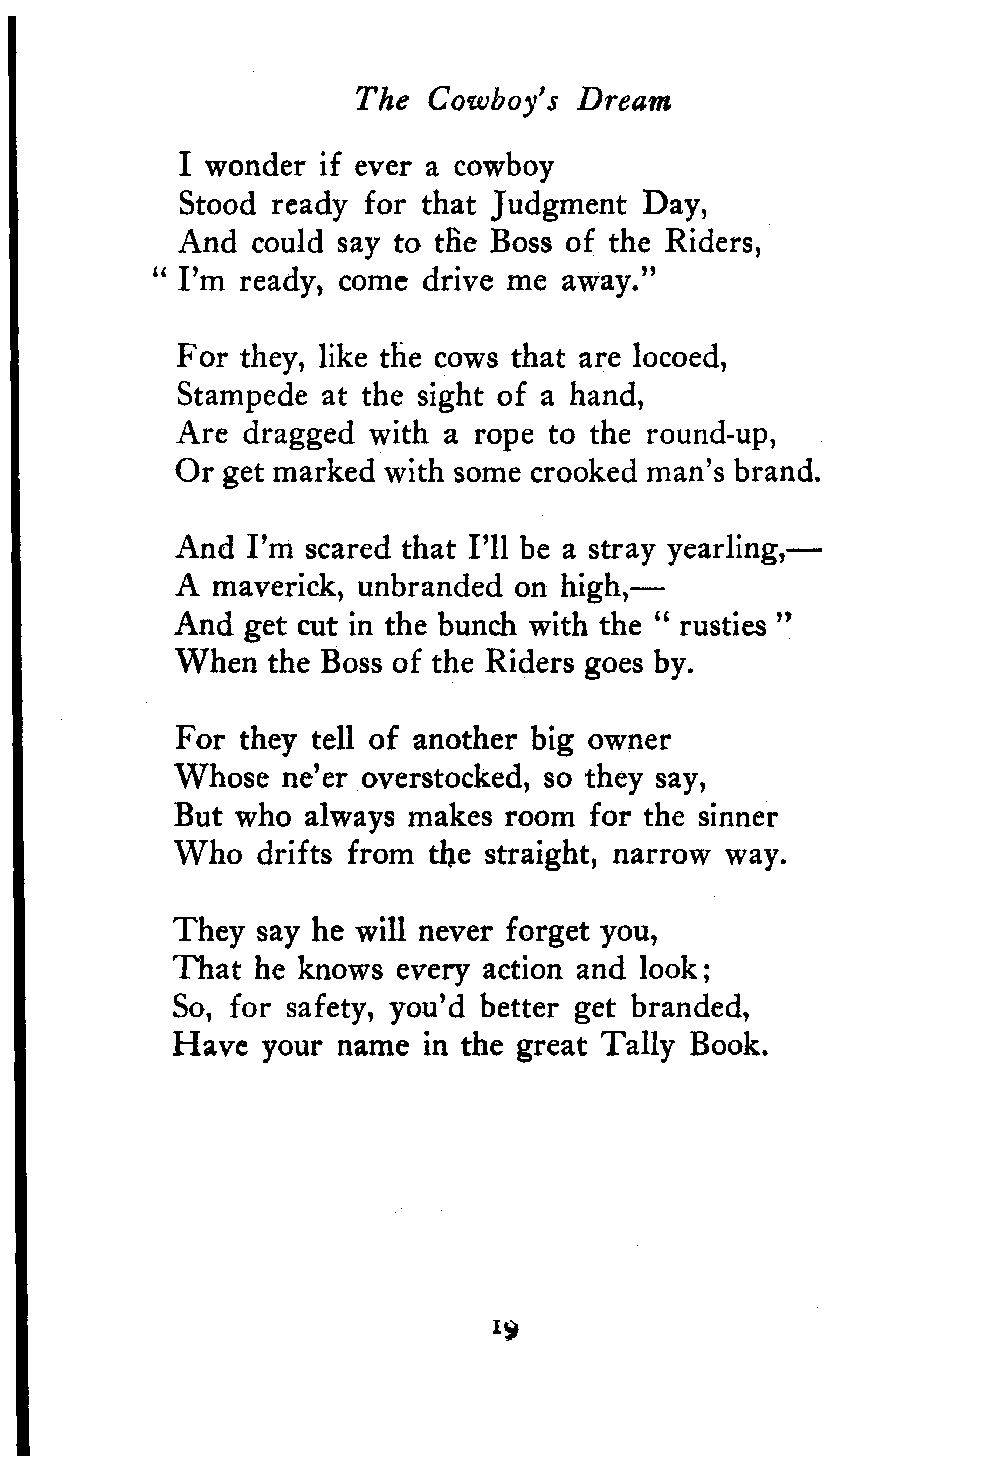 The Cowboy's Dream
I wonder if ever a cowboy
Stood ready for that Judgment Day,
And could say to the Boss of the Riders,
" I'm ready, come drive me away."
For they, like the cows that are locoed,
Stampede at the sight of a hand,
Are dragged with a rope to the round-up,
Or get marked with some crooked man's brand.
And I'm scared that I'll be a stray yearling,—
A maverick, unbranded on high,—
And get cut in the bunch with the " rusties "
When the Boss of the Riders goes by.
For they tell of another big owner
Whose ne'er overstocked, so they say,
But who always makes room for the sinner
Who drifts from the straight, narrow way.
They say he will never forget you,
That he knows every action and look;
So, for safety, you'd better get branded,
Have your name in the great Tally Book.
19